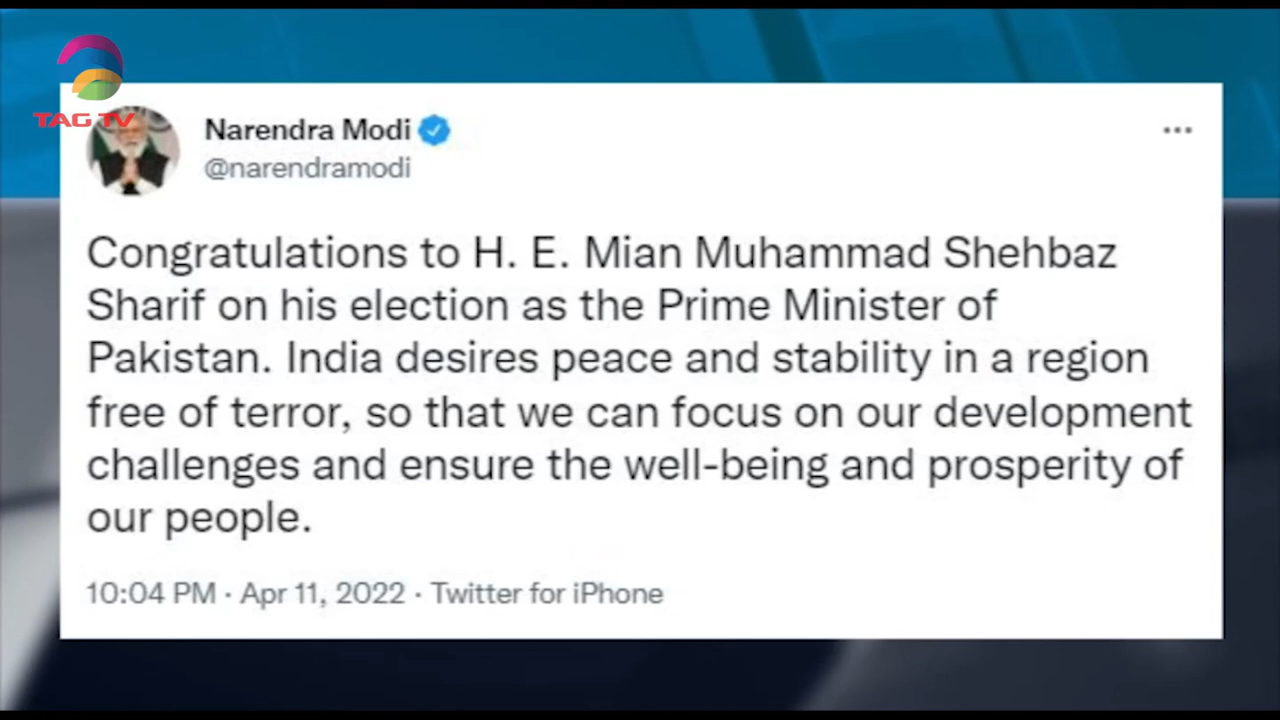 TAG TV
Narendra Modi
@narendramodi
Congratulations to H. E. Mian Muhammad Shehbaz
Sharif on his election as the Prime Minister of
Pakistan. India desires peace and stability in a region
free of terror, so that we can focus on our development
challenges and ensure the well-being and prosperity of
our people.
10:04 PM · Apr 11, 2022 · Twitter for iPhone